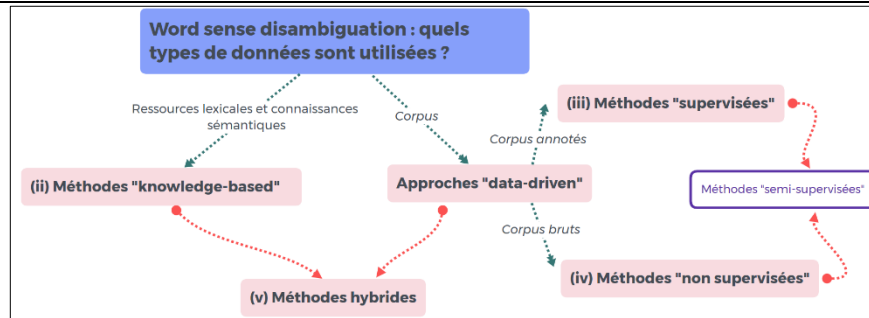 Word sense disambiguation : quels
types de données sont utilisées ?
Ressources lexicales et connaissances
sémantiques
Corpus
(iii) Méthodes "supervisées"
Corpus annotés
(ii) Méthodes "knowledge-based"
Approches "data-driven"
Méthodes "semi-supervisées"
Corpus bruts
(iv) Méthodes "non supervisées"
(v) Méthodes hybrides